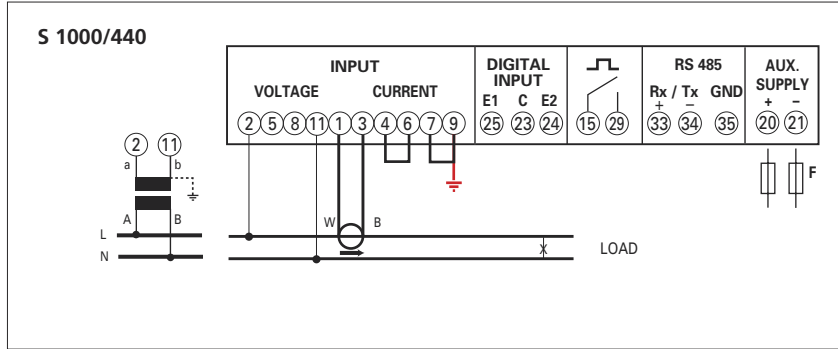 S 1000/440
INPUT
VOLTAGE CURRENT
2 5 8 11 1 3 4 6 7 9
DIGITAL
INPUT
E1 C E2
25 23 24
15 29
RS 485
Rx / Tx GND
+ −
33 34 35
AUX.
SUPPLY
+ −
20 21
F
2 11
a b
A B
L
N
W B
X
LOAD